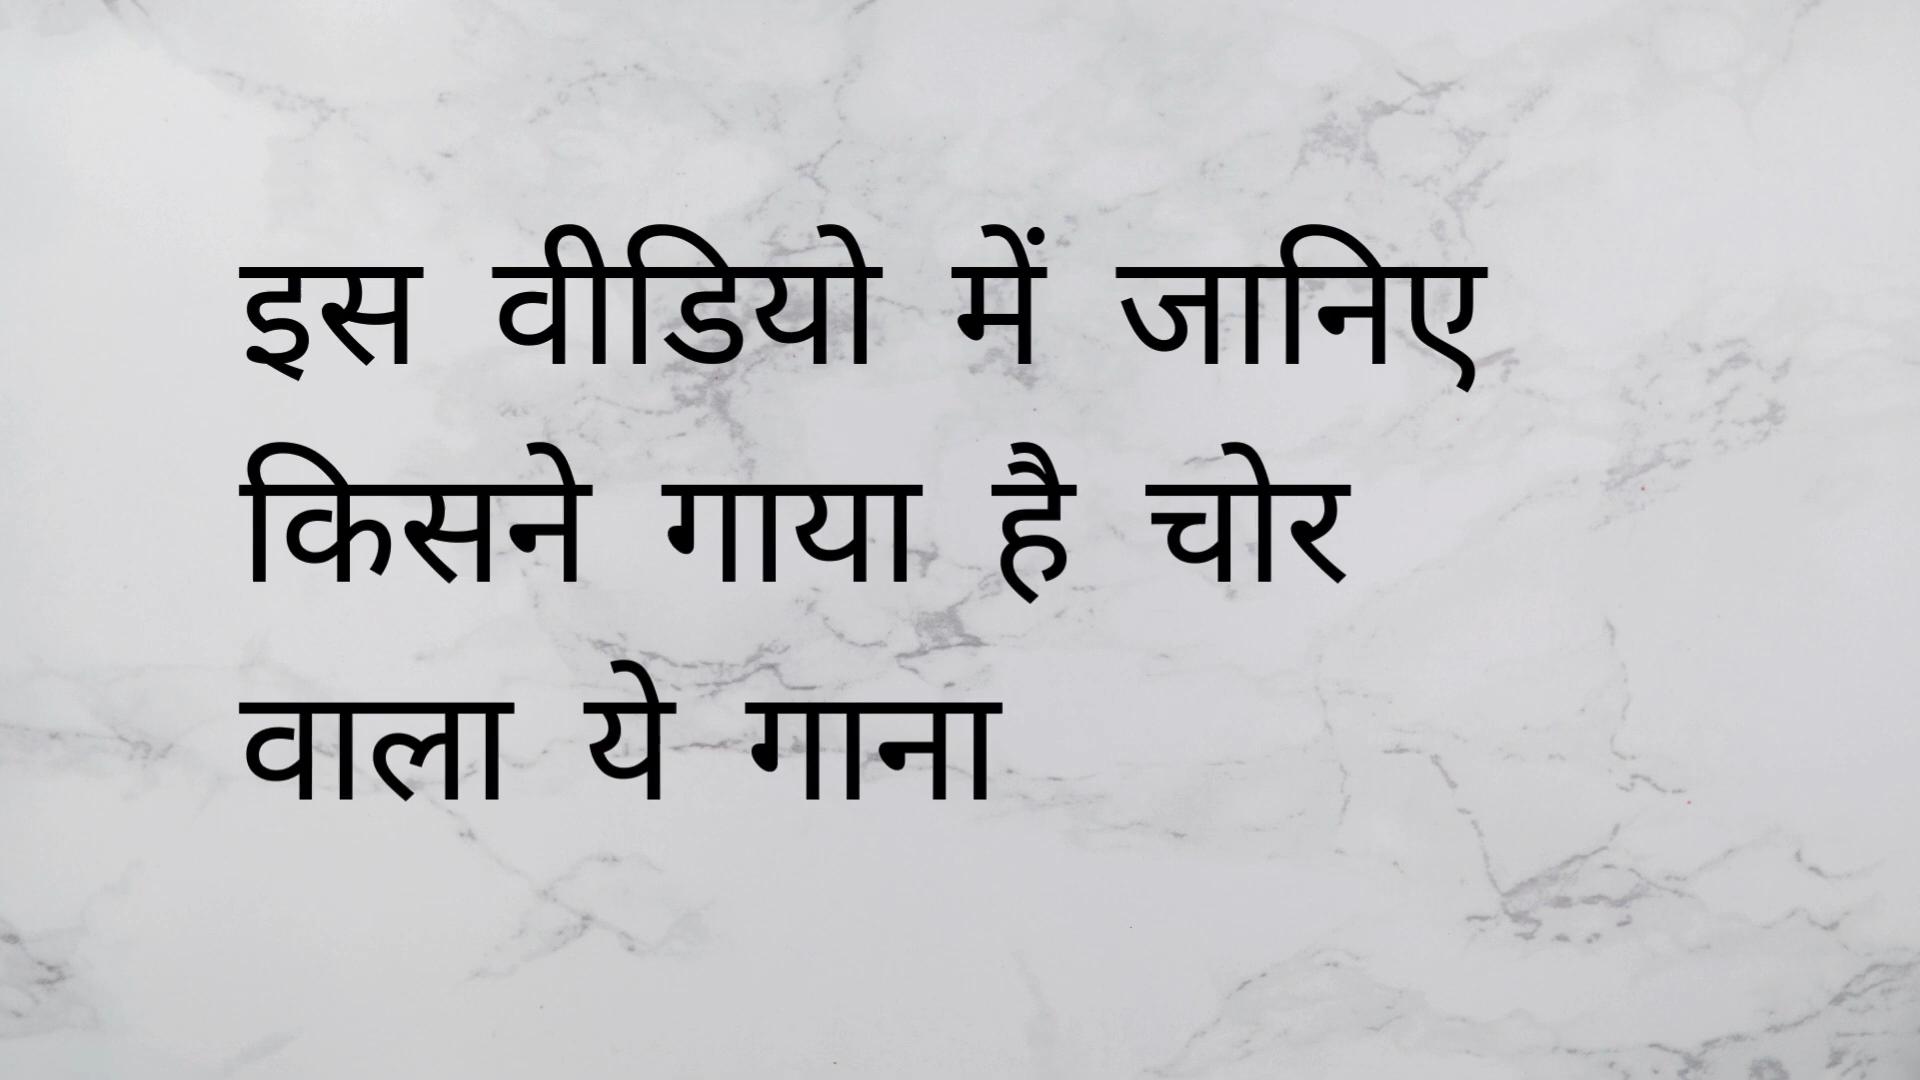 इस वीडियो में जानिए
किसने गाया है चोर
वाला ये गाना